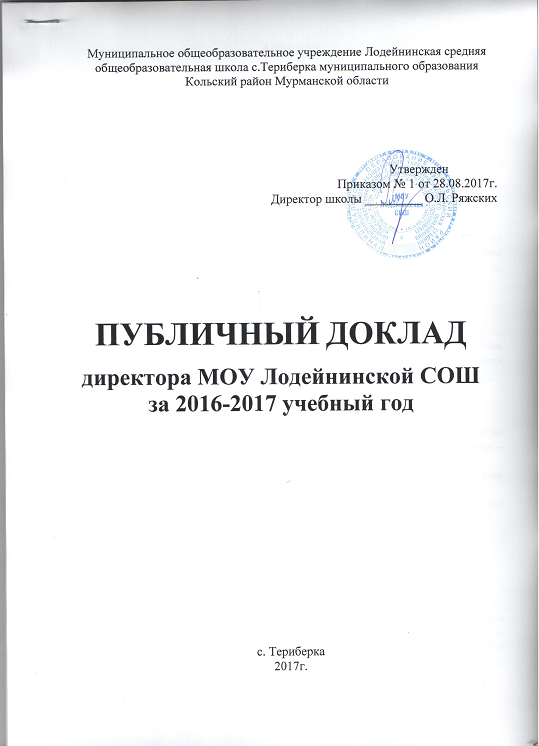 Муниципальное общеобразовательное учреждение Лодейнинская средняя
общеобразовательная школа с.Териберка муниципального образования
Кольский район Мурманской области
Утвержден
Приказом № 1 от 28.08.2017г.
Директор школы О.Л. Ряжских
МОУ
СОШ
ПУБЛИЧНЫЙ ДОКЛАД
директора МОУ Лодейнинской СОШ
за 2016-2017 учебный год
с. Териберка
2017г.